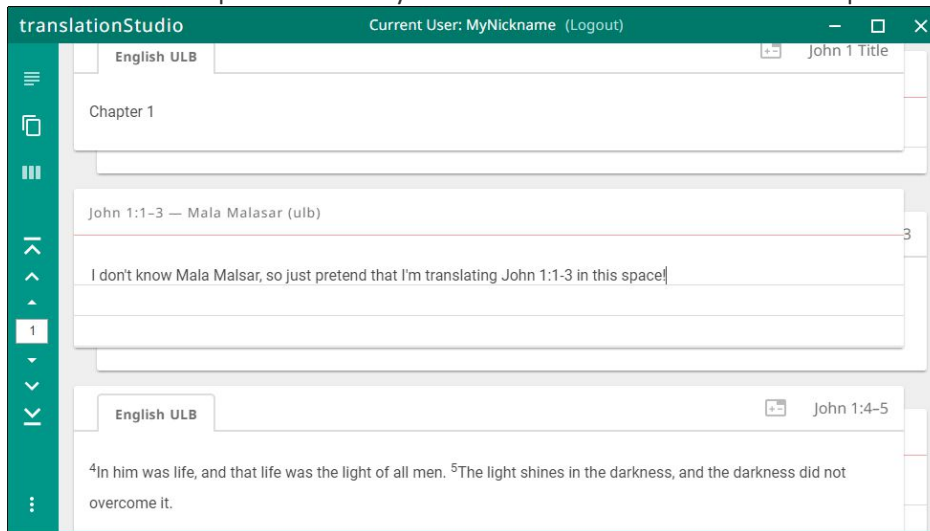 translationStudio Current User: MyNickname (Logout)
English ULB John 1 Title
Chapter 1
John 1:1–3 — Mala Malasar (ulb)
3
I don't know Mala Malsar, so just pretend that I'm translating John 1:1-3 in this space!
1
English ULB John 1:4–5
⁴In him was life, and that life was the light of all men. ⁵The light shines in the darkness, and the darkness did not
overcome it.